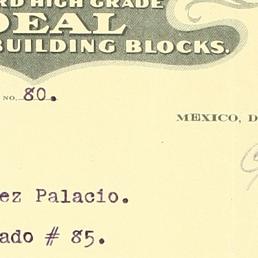 RD HIGH GRADE
DEAL
BUILDING BLOCKS.
NO. 80.
MEXICO, D
ez Palacio.
ado # 85.